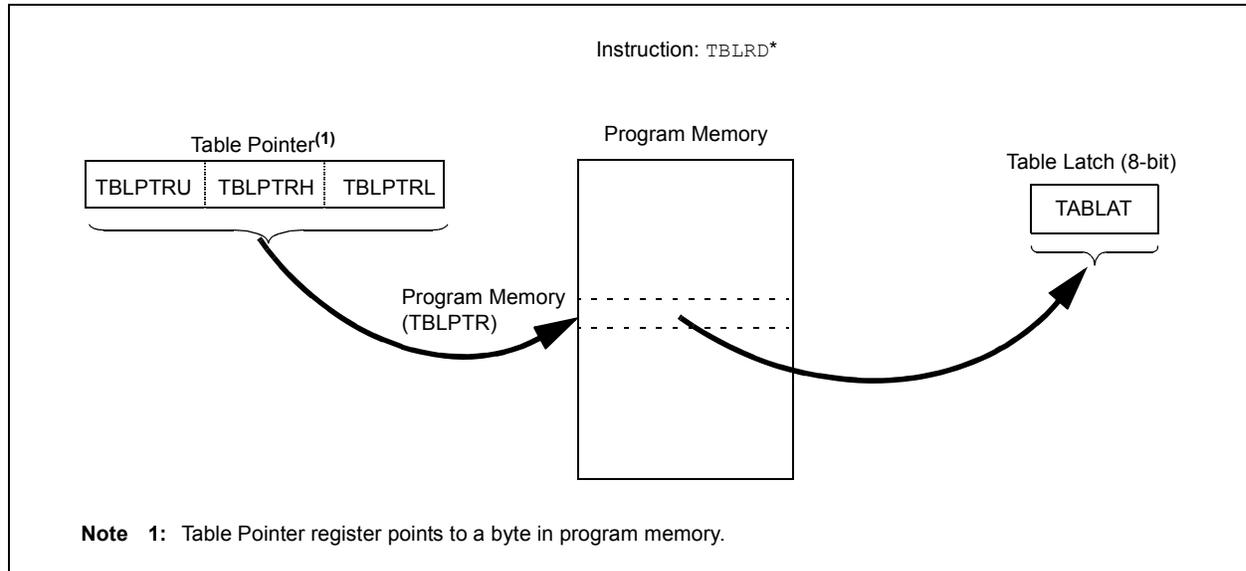 Instruction: TBLRD*
Table Pointer(1)
TBLPTRU TBLPTRH TBLPTRL
Program Memory
Table Latch (8-bit)
TABLAT
Program Memory
(TBLPTR)
Note 1: Table Pointer register points to a byte in program memory.